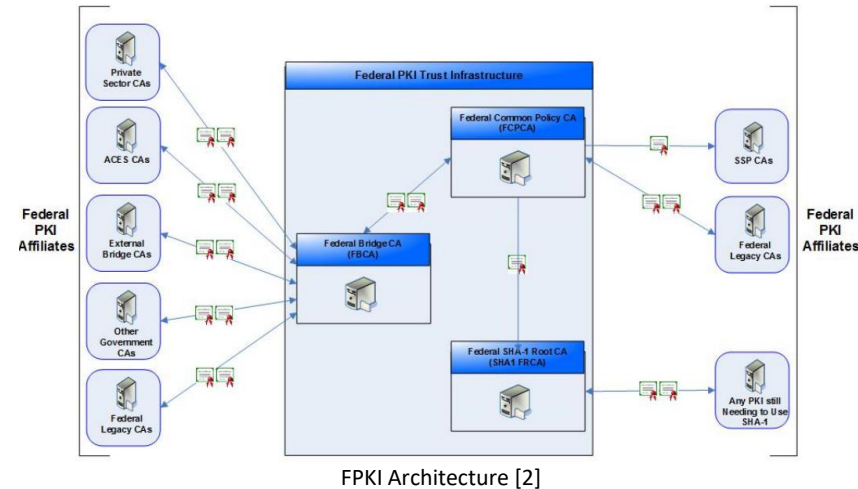 Private
Sector CAs
ACES CAs
External
Bridge CAs
Other
Government
CAs
Federal
Legacy CAs
Federal
PKI
Affiliates
Federal PKI Trust Infrastructure
Federal Common Policy CA
(FCPCA)
Federal Bridge CA
(FBCA)
Federal SHA-1 Root CA
(SHA1 FRCA)
SSP CAs
Federal
Legacy CAs
Any PKI still
Needing to Use
SHA-1
Federal
PKI
Affiliates
FPKI Architecture [2]